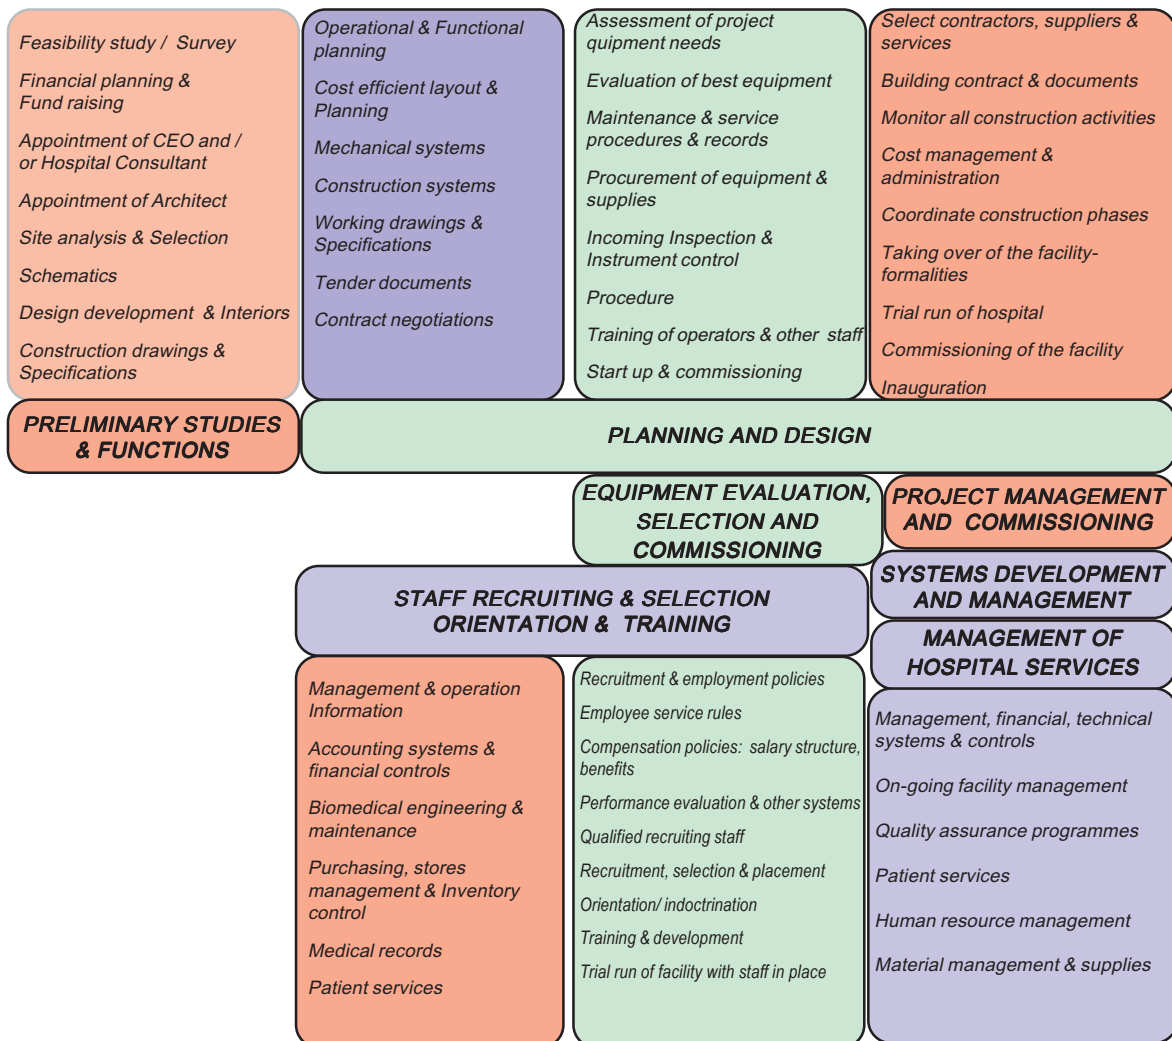 Feasibility study / Survey
Financial planning &
Fund raising
Appointment of CEO and /
or Hospital Consultant
Appointment of Architect
Site analysis & Selection
Schematics
Design development & Interiors
Construction drawings &
Specifications
Operational & Functional
planning
Cost efficient layout &
Planning
Mechanical systems
Construction systems
Working drawings &
Specifications
Tender documents
Contract negotiations
Assessment of project
quipment needs
Evaluation of best equipment
Maintenance & service
procedures & records
Procurement of equipment &
supplies
Incoming Inspection &
Instrument control
Procedure
Training of operators & other staff
Start up & commissioning
Select contractors, suppliers &
services
Building contract & documents
Monitor all construction activities
Cost management &
administration
Coordinate construction phases
Taking over of the facility-
formalities
Trial run of hospital
Commissioning of the facility
Inauguration
PRELIMINARY STUDIES
& FUNCTIONS
PLANNING AND DESIGN
EQUIPMENT EVALUATION,
SELECTION AND
COMMISSIONING
PROJECT MANAGEMENT
AND COMMISSIONING
STAFF RECRUITING & SELECTION
ORIENTATION & TRAINING
SYSTEMS DEVELOPMENT
AND MANAGEMENT
MANAGEMENT OF
HOSPITAL SERVICES
Management & operation
Information
Accounting systems &
financial controls
Biomedical engineering &
maintenance
Purchasing, stores
management & Inventory
control
Medical records
Patient services
Recruitment & employment policies
Employee service rules
Compensation policies: salary structure,
benefits
Performance evaluation & other systems
Qualified recruiting staff
Recruitment, selection & placement
Orientation/ indoctrination
Training & development
Trial run of facility with staff in place
Management, financial, technical
systems & controls
On-going facility management
Quality assurance programmes
Patient services
Human resource management
Material management & supplies